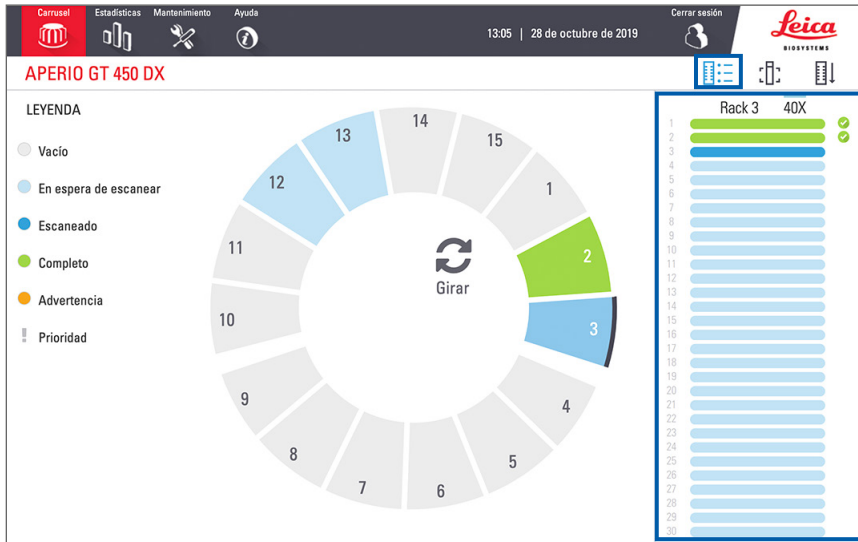 Carrusel
Estadísticas
Mantenimiento
Ayuda
Cerrar sesión
13:05 | 28 de octubre de 2019
Leica
BIOSYSTEMS
APERIO GT 450 DX
LEYENDA
Vacío
En espera de escanear
Escaneado
Completo
Advertencia
! Prioridad
14
15
1
2
3
4
5
6
7
8
9
10
11
12
13
Girar
Rack 3 40X
1
2
3
4
5
6
7
8
9
10
11
12
13
14
15
16
17
18
19
20
21
22
23
24
25
26
27
28
29
30